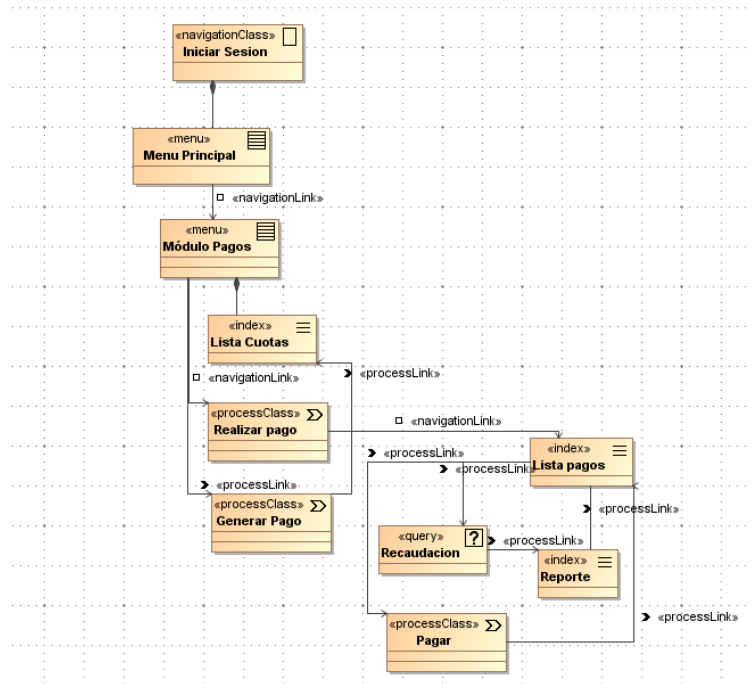 «navigationClass»
Iniciar Sesion
«menu»
Menu Principal
«navigationLink»
«menu»
Módulo Pagos
«index»
Lista Cuotas
«processLink»
«navigationLink»
«processClass»
Realizar pago
«navigationLink»
«index»
Lista pagos
«processLink»
«processLink»
«processLink»
«processClass»
Generar Pago
«processLink»
«query»
?
Recaudacion
«processLink»
«index»
Reporte
«processClass»
Pagar
«processLink»